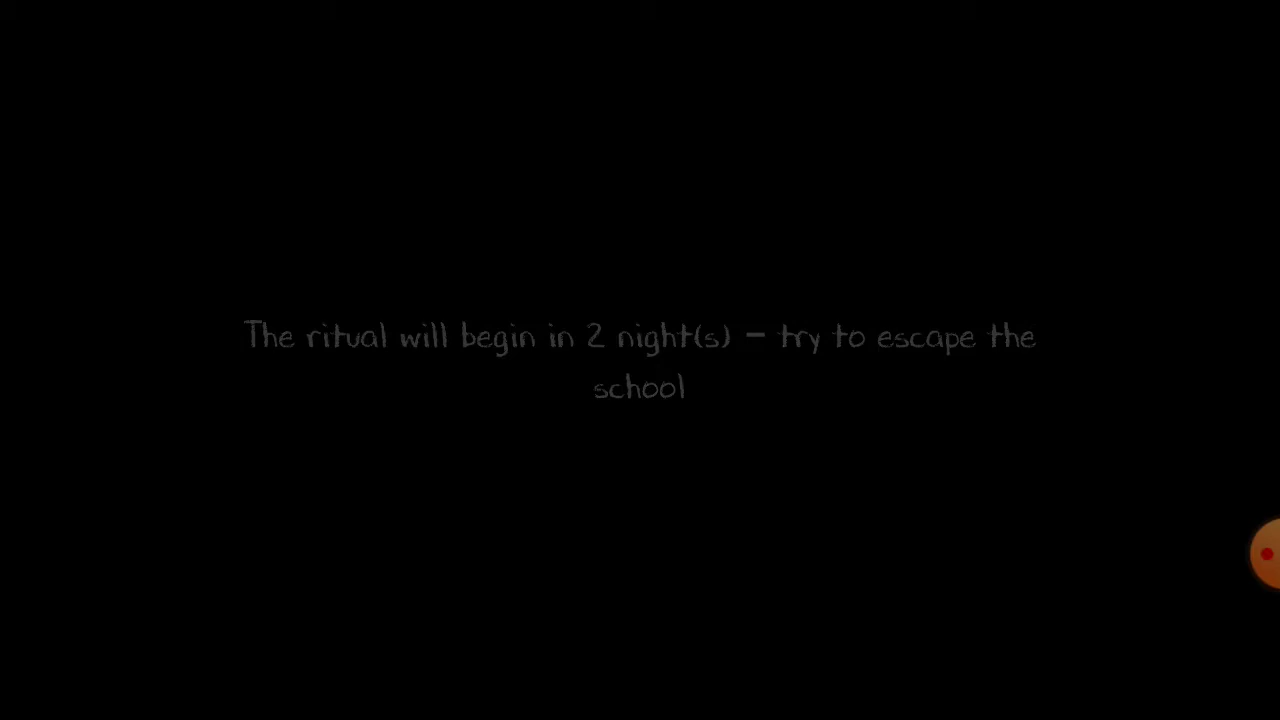 The ritual will begin in 2 night(s) - try to escape the
school